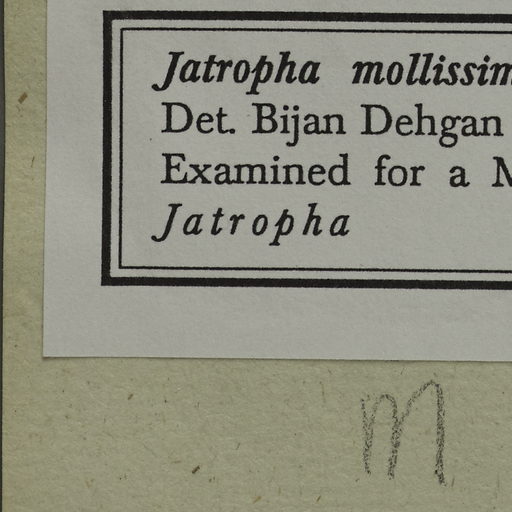 Jatropha mollissim
Det. Bijan Dehgan
Examined for a M
Jatropha
m